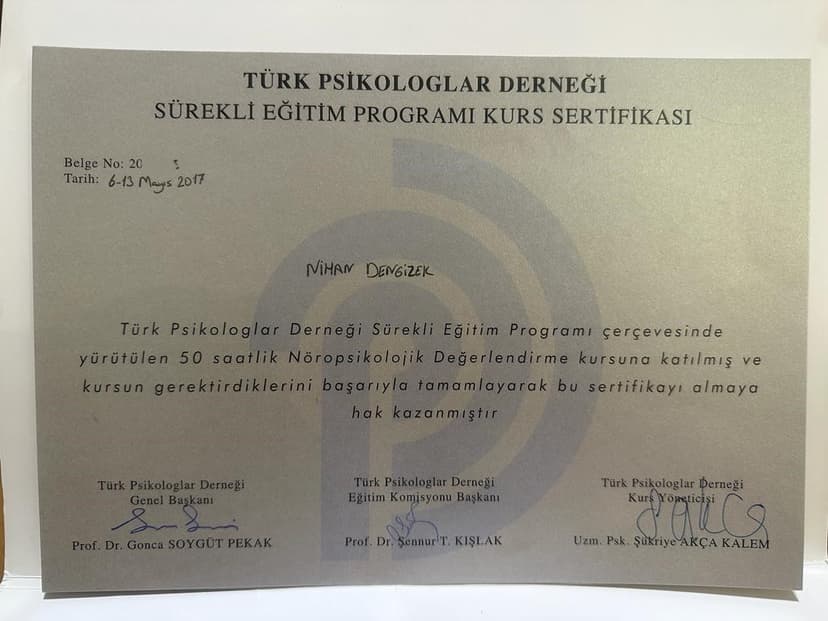 TÜRK PSİKOLOGLAR DERNEĞİ
SÜREKLİ EĞİTİM PROGRAMI KURS SERTİFİKASI
Belge No: 20
Tarih: 6-13 Mayıs 2017
NİHAN DENGİZEK
Türk Psikologlar Derneği Sürekli Eğitim Programı çerçevesinde
yürütülen 50 saatlik Nöropsikolojik Değerlendirme kursuna katılmış ve
kursun gerektirdiklerini başarıyla tamamlayarak bu sertifikayı almaya
hak kazanmıştır
Türk Psikologlar Derneği
Genel Başkanı
Prof. Dr. Gonca SOYGÜT PEKAK
Türk Psikologlar Derneği
Eğitim Komisyonu Başkanı
Prof. Dr. Şennur T. KIŞLAK
Türk Psikologlar Derneği
Kurs Yöneticisi
Uzm. Psk. Şükriye AKÇA KALEM